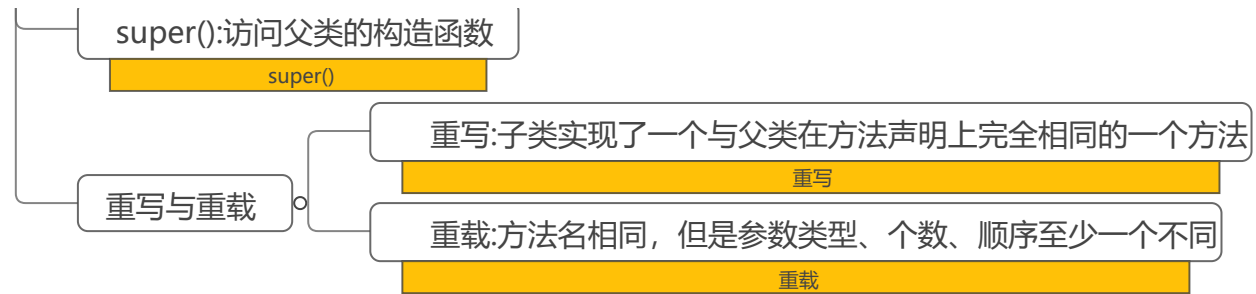 super():访问父类的构造函数
super()
重写与重载
重写:子类实现了一个与父类在方法声明上完全相同的一个方法
重写
重载:方法名相同，但是参数类型、个数、顺序至少一个不同
重载